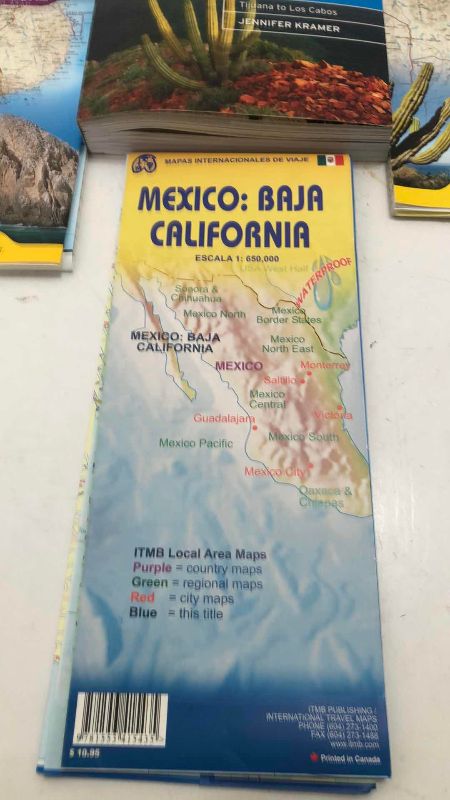 Tijuana to Los Cabos
JENNIFER KRAMER
MAPAS INTERNACIONALES DE VIAJE
MEXICO: BAJA
CALIFORNIA
ESCALA 1: 650,000
USA West Half
WATERPROOF
Sonora &
Chihuahua
Mexico North
Mexico
Border States
MEXICO: BAJA
CALIFORNIA
Mexico
North East
MEXICO
Monterrey
Saltillo
Mexico
Central
Guadalajara
Victoria
Mexico Pacific
Mexico South
Mexico City
Oaxaca &
Chiapas
ITMB Local Area Maps
Purple = country maps
Green = regional maps
Red = city maps
Blue = this title
$ 10.95
ITMB PUBLISHING /
INTERNATIONAL TRAVEL MAPS
PHONE (604) 273-1400
FAX (604) 273-1488
www.itmb.com
Printed in Canada